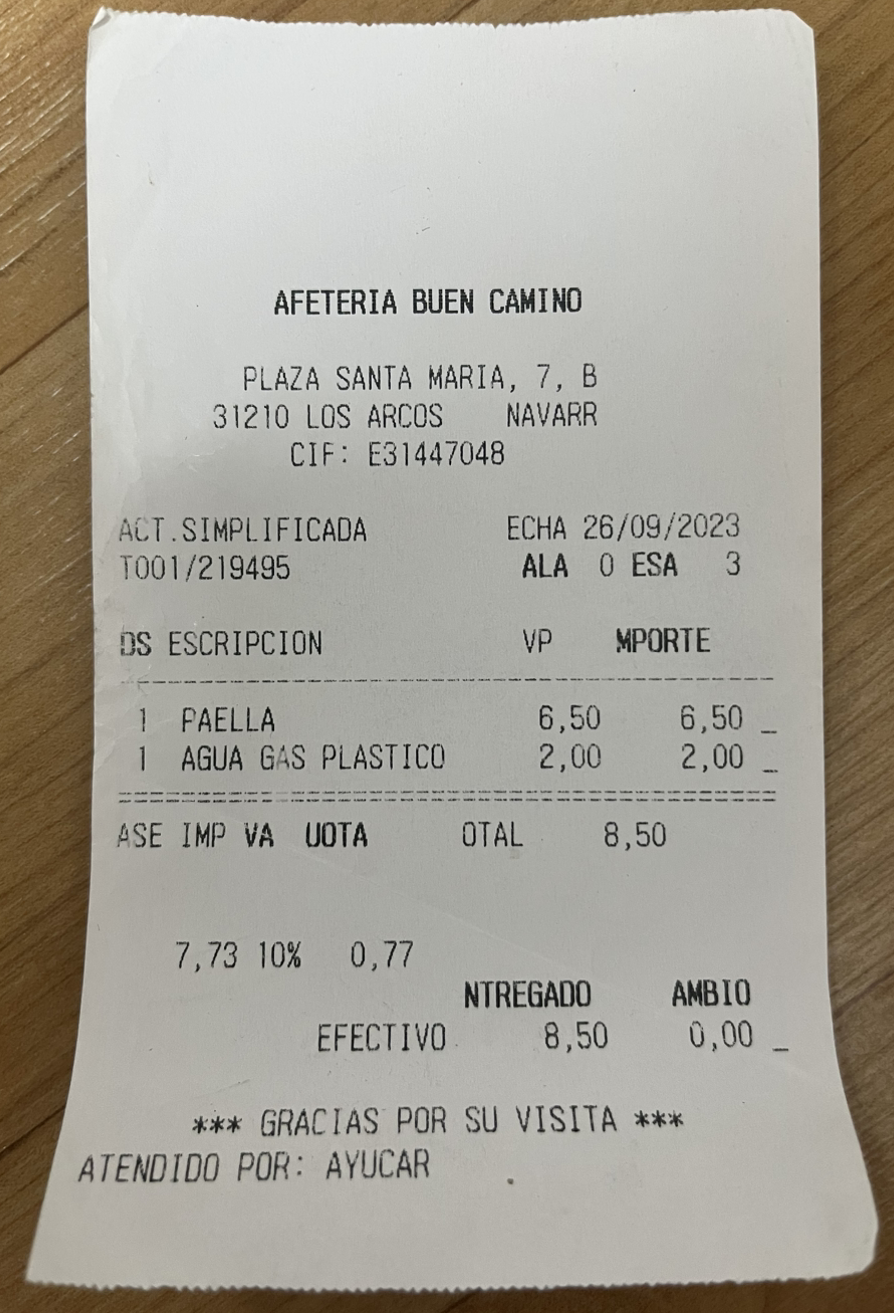 AFETERIA BUEN CAMINO
PLAZA SANTA MARIA, 7, B
31210 LOS ARCOS NAVARR
CIF: E31447048
ACT.SIMPLIFICADA ECHA 26/09/2023
T001/219495 ALA 0 ESA 3
DS ESCRIPCION VP MPORTE
1 PAELLA 6,50 6,50 _
1 AGUA GAS PLASTICO 2,00 2,00 _
ASE IMP VA UOTA OTAL 8,50
7,73 10% 0,77
NTREGADO AMBIO
EFECTIVO 8,50 0,00 _
*** GRACIAS POR SU VISITA ***
ATENDIDO POR: AYUCAR